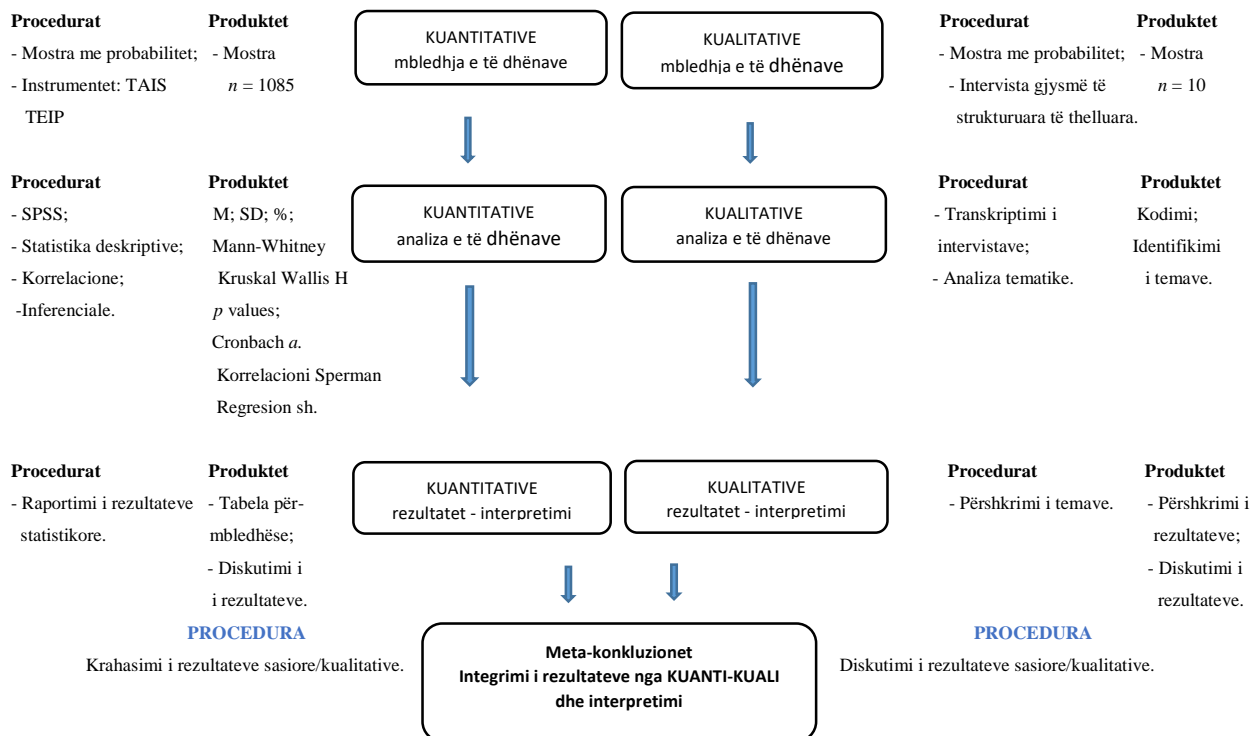 Procedurat
- Mostra me probabilitet;
- Instrumentet: TAIS
TEIP
Produktet
- Mostra
n = 1085
KUANTITATIVE
mbledhja e të dhënave
KUALITATIVE
mbledhja e të dhënave
Procedurat
- Mostra me probabilitet;
- Intervista gjysmë të
strukturuara të thelluara.
Produktet
- Mostra
n = 10
Procedurat
- SPSS;
- Statistika deskriptive;
- Korrelacione;
-Inferenciale.
Produktet
M; SD; %;
Mann-Whitney
Kruskal Wallis H
p values;
Cronbach a.
Korrelacioni Sperman
Regresion sh.
KUANTITATIVE
analiza e të dhënave
KUALITATIVE
analiza e të dhënave
Procedurat
- Transkriptimi i
intervistave;
- Analiza tematike.
Produktet
Kodimi;
Identifikimi
i temave.
Procedurat
- Raportimi i rezultateve
statistikore.
Produktet
- Tabela për-
mbledhëse;
- Diskutimi i
i rezultateve.
KUANTITATIVE
rezultatet - interpretimi
KUALITATIVE
rezultatet - interpretimi
Procedurat
- Përshkrimi i temave.
Produktet
- Përshkrimi i
rezultateve;
- Diskutimi i
rezultateve.
PROCEDURA
Krahasimi i rezultateve sasiore/kualitative.
Meta-konkluzionet
Integrimi i rezultateve nga KUANTI-KUALI
dhe interpretimi
PROCEDURA
Diskutimi i rezultateve sasiore/kualitative.